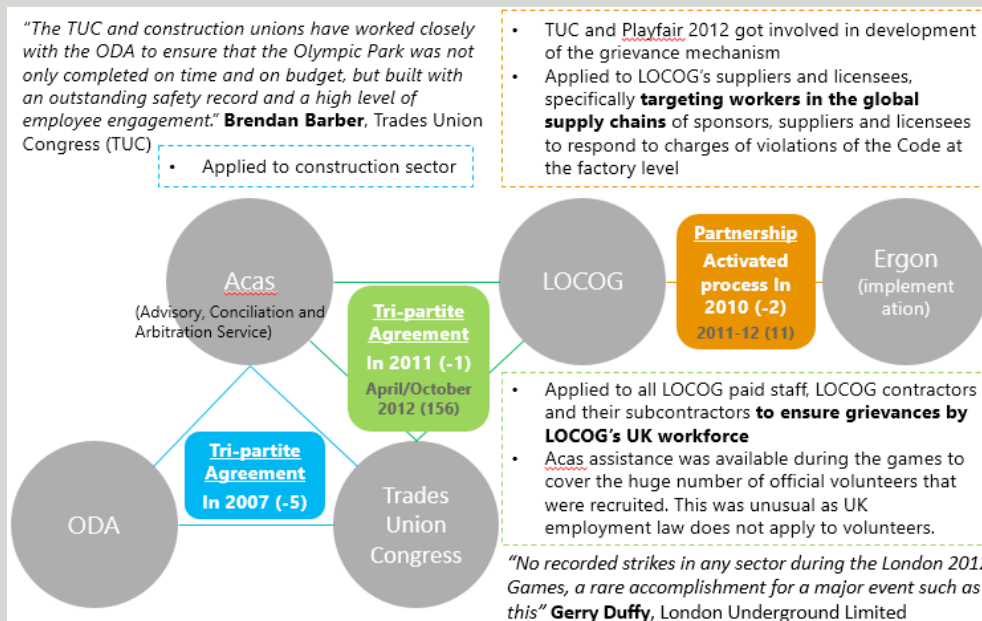 “The TUC and construction unions have worked closely
with the ODA to ensure that the Olympic Park was not
only completed on time and on budget, but built with
an outstanding safety record and a high level of
employee engagement.” Brendan Barber, Trades Union
Congress (TUC)
• Applied to construction sector
• TUC and Playfair 2012 got involved in development
of the grievance mechanism
• Applied to LOCOG’s suppliers and licensees,
specifically targeting workers in the global
supply chains of sponsors, suppliers and licensees
to respond to charges of violations of the Code at
the factory level
Acas
(Advisory, Conciliation and
Arbitration Service)
Tri-partite
Agreement
In 2011 (-1)
April/October
2012 (156)
LOCOG
Partnership
Activated
process In
2010 (-2)
2011-12 (11)
Ergon
(implement
ation)
ODA
Tri-partite
Agreement
In 2007 (-5)
Trades
Union
Congress
• Applied to all LOCOG paid staff, LOCOG contractors
and their subcontractors to ensure grievances by
LOCOG’s UK workforce
• Acas assistance was available during the games to
cover the huge number of official volunteers that
were recruited. This was unusual as UK
employment law does not apply to volunteers.
“No recorded strikes in any sector during the London 2012
Games, a rare accomplishment for a major event such as
this” Gerry Duffy, London Underground Limited